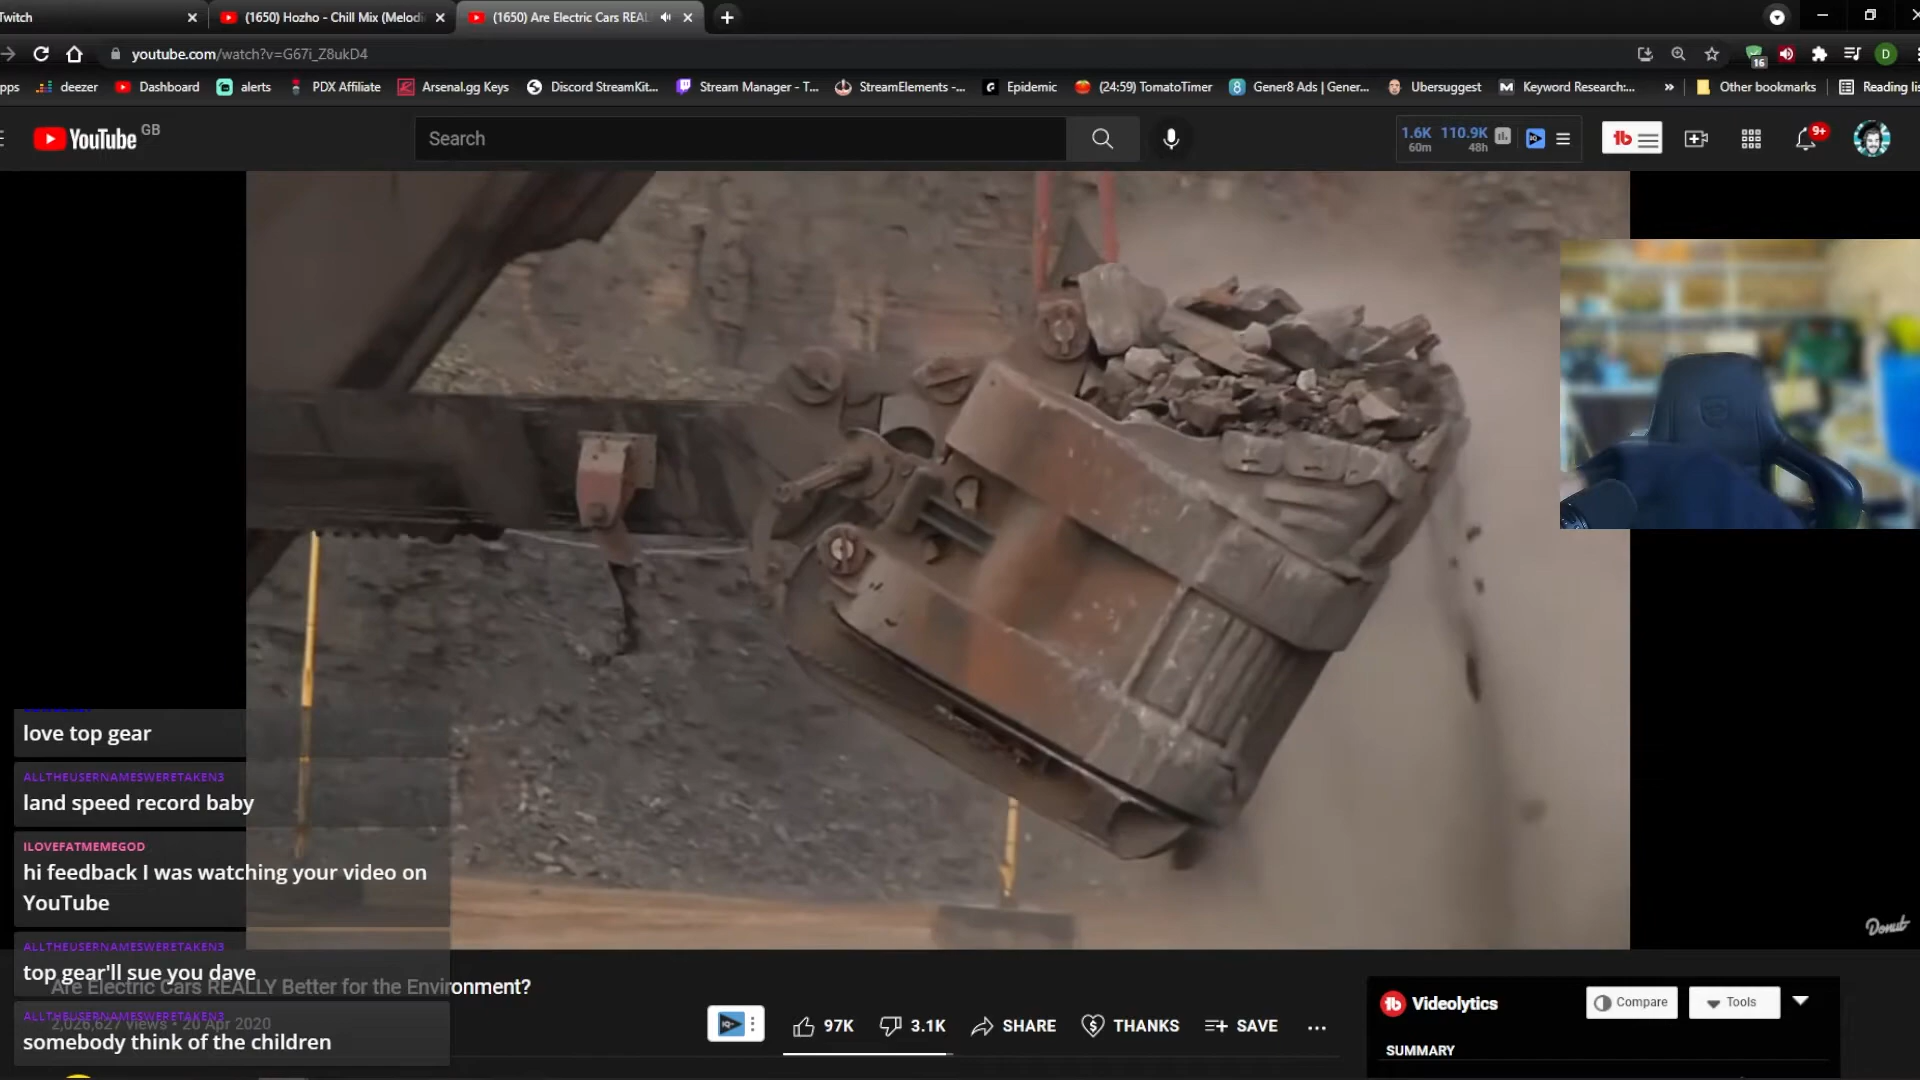 Twitch
(1650) Hozho - Chill Mix (Melodi
(1650) Are Electric Cars REAL
youtube.com/watch?v=G67i_Z8ukD4
16
D
pps
deezer
Dashboard
alerts
PDX Affiliate
Arsenal.gg Keys
Discord StreamKit...
Stream Manager - T...
StreamElements -...
Epidemic
(24:59) TomatoTimer
Gener8 Ads | Gener...
Ubersuggest
Keyword Research:...
»
Other bookmarks
Reading lis
YouTube GB
Search
1.6K 110.9K
60m 48h
9+
love top gear
ALLTHEUSERNAMESWERETAKEN3
land speed record baby
ILOVEFATMEMEGOD
hi feedback I was watching your video on
YouTube
ALLTHEUSERNAMESWERETAKEN3
top gear'll sue you dave
Are Electric Cars REALLY Better for the Environment?
ALLTHEUSERNAMESWERETAKEN3
2,026,627 views • 20 Apr 2020
somebody think of the children
97K
3.1K
SHARE
THANKS
SAVE
Donut
Videolytics
Compare
Tools
SUMMARY